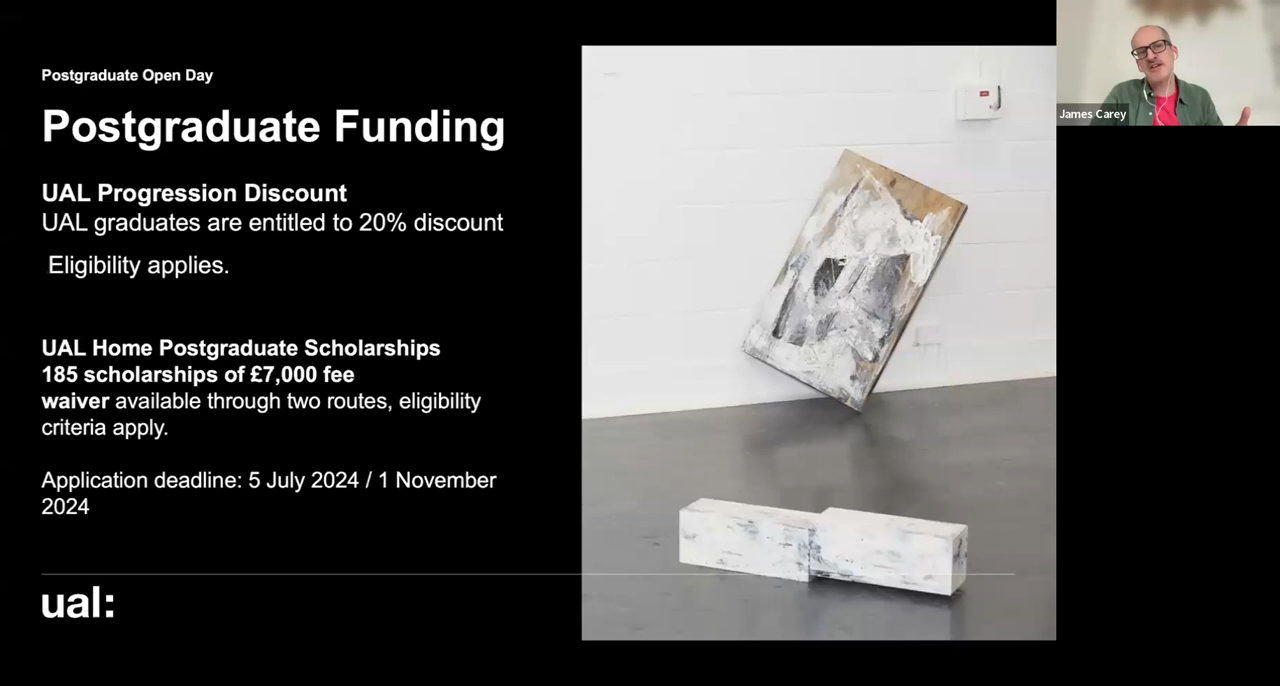 Postgraduate Open Day
Postgraduate Funding
UAL Progression Discount
UAL graduates are entitled to 20% discount
Eligibility applies.
UAL Home Postgraduate Scholarships
185 scholarships of £7,000 fee
waiver available through two routes, eligibility
criteria apply.
Application deadline: 5 July 2024 / 1 November
2024
ual:
James Carey